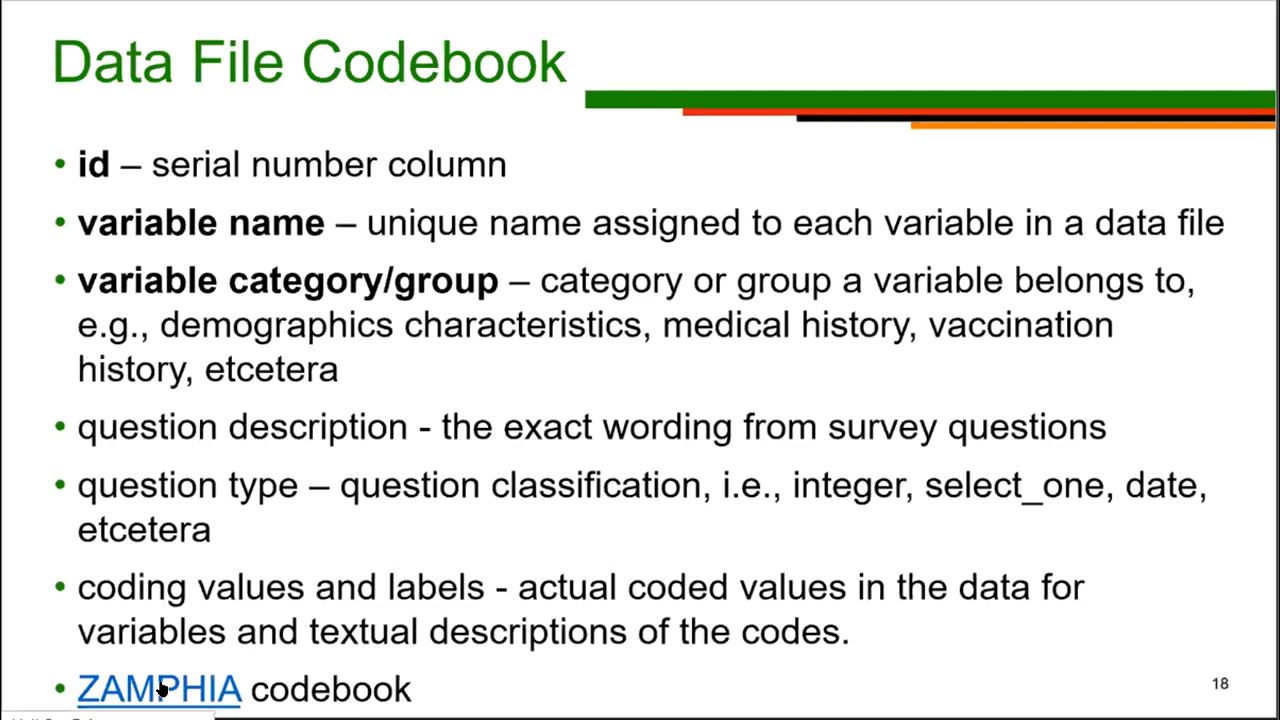 Data File Codebook
• id – serial number column
• variable name – unique name assigned to each variable in a data file
• variable category/group – category or group a variable belongs to,
e.g., demographics characteristics, medical history, vaccination
history, etcetera
• question description - the exact wording from survey questions
• question type – question classification, i.e., integer, select_one, date,
etcetera
• coding values and labels - actual coded values in the data for
variables and textual descriptions of the codes.
• ZAMPHIA codebook
18